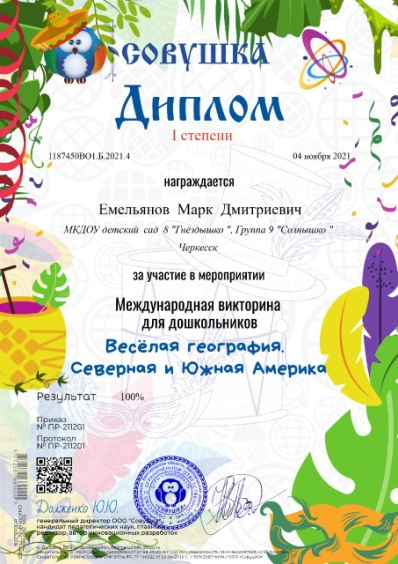 СОВУШКА
Диплом
I степени
1187450ВО1.Б.2021.4 04 ноября 2021
награждается
Емельянов Марк Дмитриевич
МКДОУ детский сад 8 "Гнёздышко ", Группа 9 "Солнышко "
Черкесск
за участие в мероприятии
Международная викторина
для дошкольников
Весёлая география.
Северная и Южная Америка
Результат 100%
Приказ
№ ПР-211201
Протокол
№ ПР-211201
Долженко Ю.Ю.
генеральный директор ООО "Совушка",
кандидат педагогических наук, главный
редактор, автор инновационных разработок
"СОВУШКА"